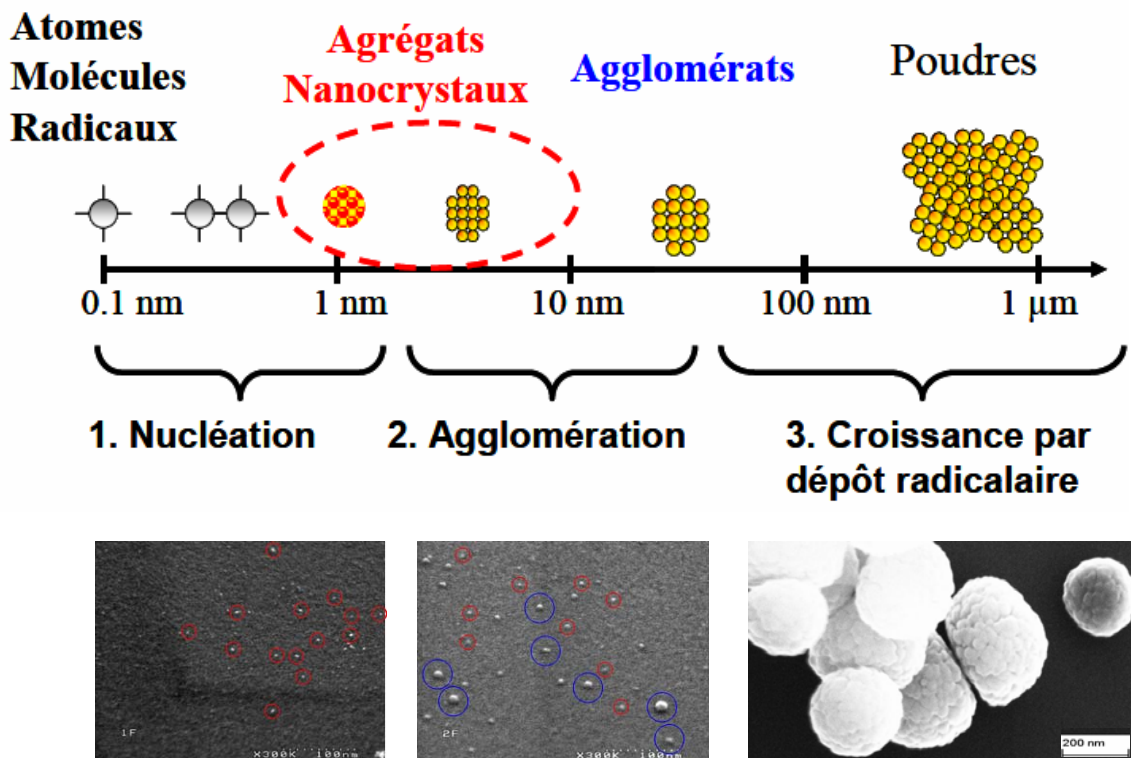 Atomes
Molécules
Radicaux
Agrégats
Nanocrystaux
Agglomérats
Poudres
0.1 nm
1 nm
10 nm
100 nm
1 µm
1. Nucléation
2. Agglomération
3. Croissance par
dépôt radicalaire
1F
X300K 100nm
2F
X300K 100nm
200 nm